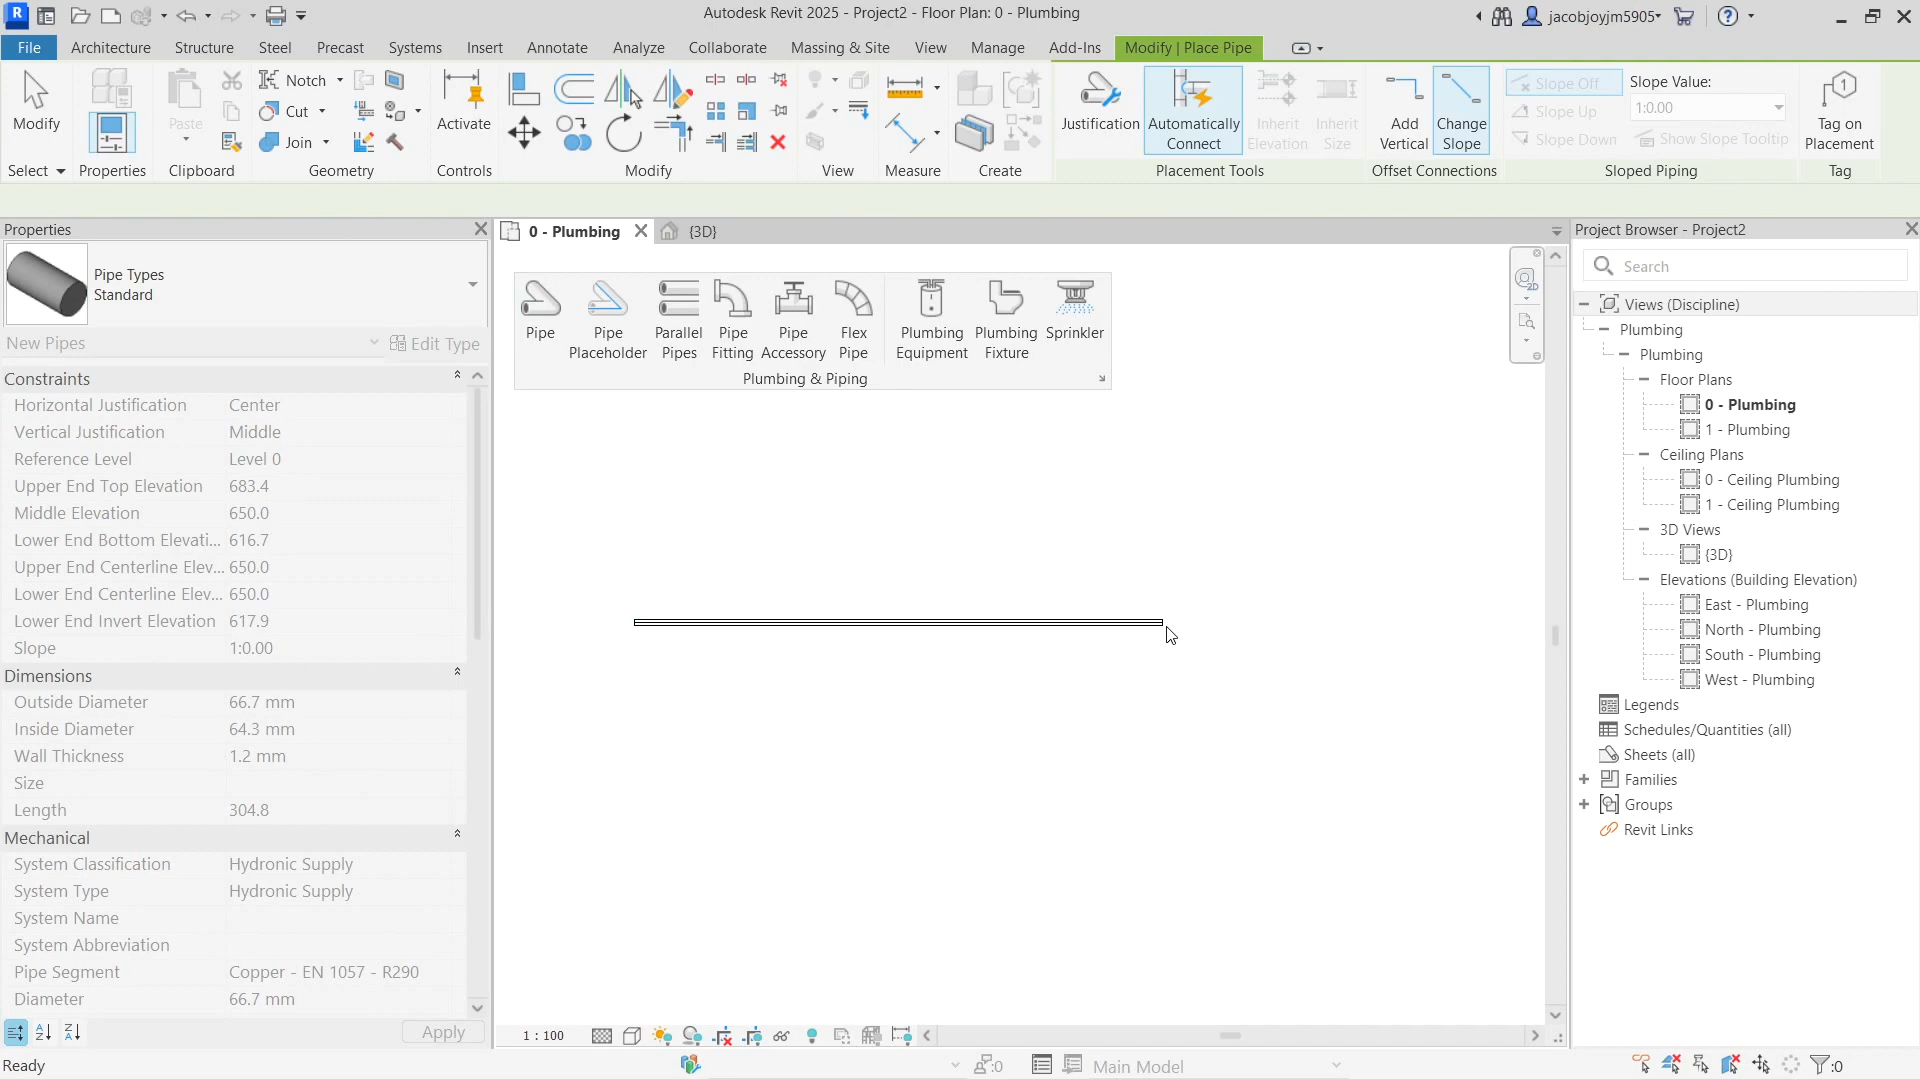 Autodesk Revit 2025 - Project2 - Floor Plan: 0 - Plumbing
jacobjoyjm5905
File Architecture Structure Steel Precast Systems Insert Annotate Analyze Collaborate Massing & Site View Manage Add-Ins Modify | Place Pipe
Modify
Paste
Notch
Cut
Join
Activate
Justification
Automatically Connect
Inherit Elevation
Inherit Size
Add Vertical
Change Slope
Slope Off
Slope Up
Slope Down
Slope Value:
1:0.00
Show Slope Tooltip
Tag on Placement
Select Properties Clipboard Geometry Controls Modify View Measure Create Placement Tools Offset Connections Sloped Piping Tag
Properties
Pipe Types
Standard
New Pipes
Edit Type
Constraints
Horizontal Justification Center
Vertical Justification Middle
Reference Level Level 0
Upper End Top Elevation 683.4
Middle Elevation 650.0
Lower End Bottom Elevati... 616.7
Upper End Centerline Elev... 650.0
Lower End Centerline Elev... 650.0
Lower End Invert Elevation 617.9
Slope 1:0.00
Dimensions
Outside Diameter 66.7 mm
Inside Diameter 64.3 mm
Wall Thickness 1.2 mm
Size
Length 304.8
Mechanical
System Classification Hydronic Supply
System Type Hydronic Supply
System Name
System Abbreviation
Pipe Segment Copper - EN 1057 - R290
Diameter 66.7 mm
Apply
Ready
0 - Plumbing
{3D}
Pipe
Pipe Placeholder
Parallel Pipes
Pipe Fitting
Pipe Accessory
Flex Pipe
Plumbing Equipment
Plumbing Fixture
Sprinkler
Plumbing & Piping
2D
1 : 100
:0
Main Model
:0
Project Browser - Project2
Search
Views (Discipline)
Plumbing
Plumbing
Floor Plans
0 - Plumbing
1 - Plumbing
Ceiling Plans
0 - Ceiling Plumbing
1 - Ceiling Plumbing
3D Views
{3D}
Elevations (Building Elevation)
East - Plumbing
North - Plumbing
South - Plumbing
West - Plumbing
Legends
Schedules/Quantities (all)
Sheets (all)
Families
Groups
Revit Links